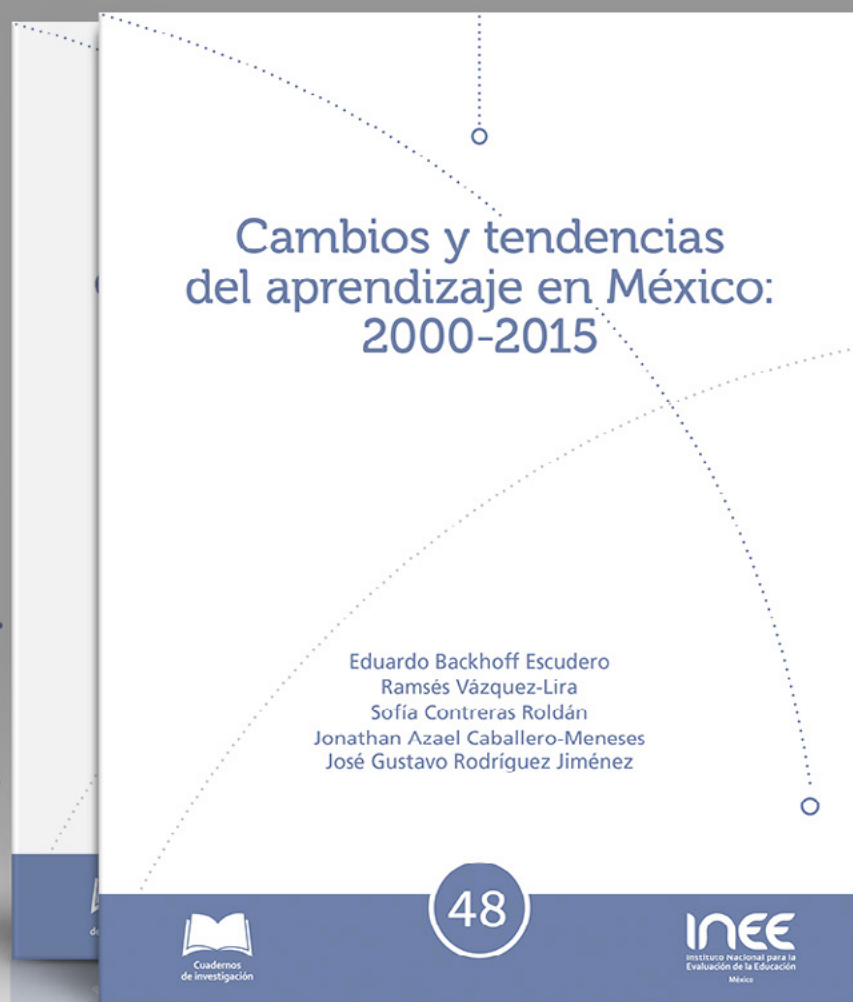 Cambios y tendencias
del aprendizaje en México:
2000-2015
Eduardo Backhoff Escudero
Ramsés Vázquez-Lira
Sofía Contreras Roldán
Jonathan Azael Caballero-Meneses
José Gustavo Rodríguez Jiménez
48
Cuadernos
de investigación
INEE
Instituto Nacional para la
Evaluación de la Educación
México